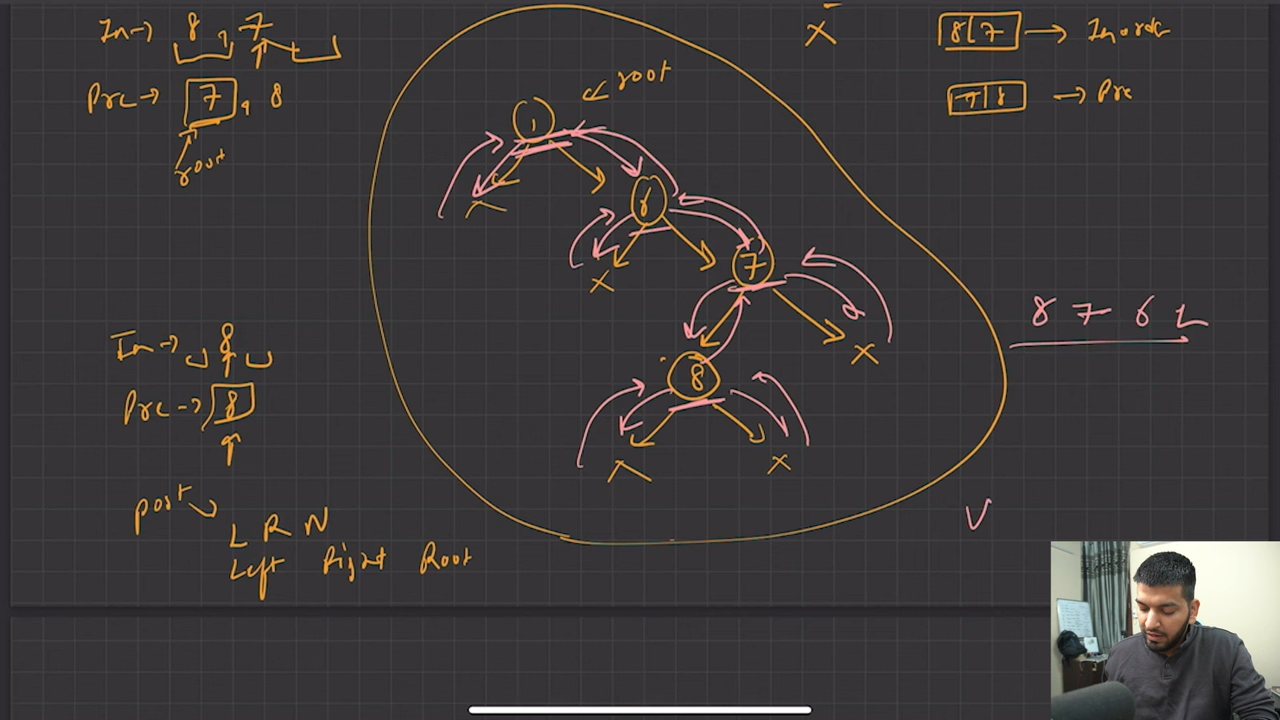 In → 8 , 7
Pre → 7 , 8
root
X
8 | 7 → Inorder
7 | 8 → Pre
1 ← root
6
X
7
X
8
X
8 7 6 1
In → 8
Pre → 8
post
L R N
Left Right Root